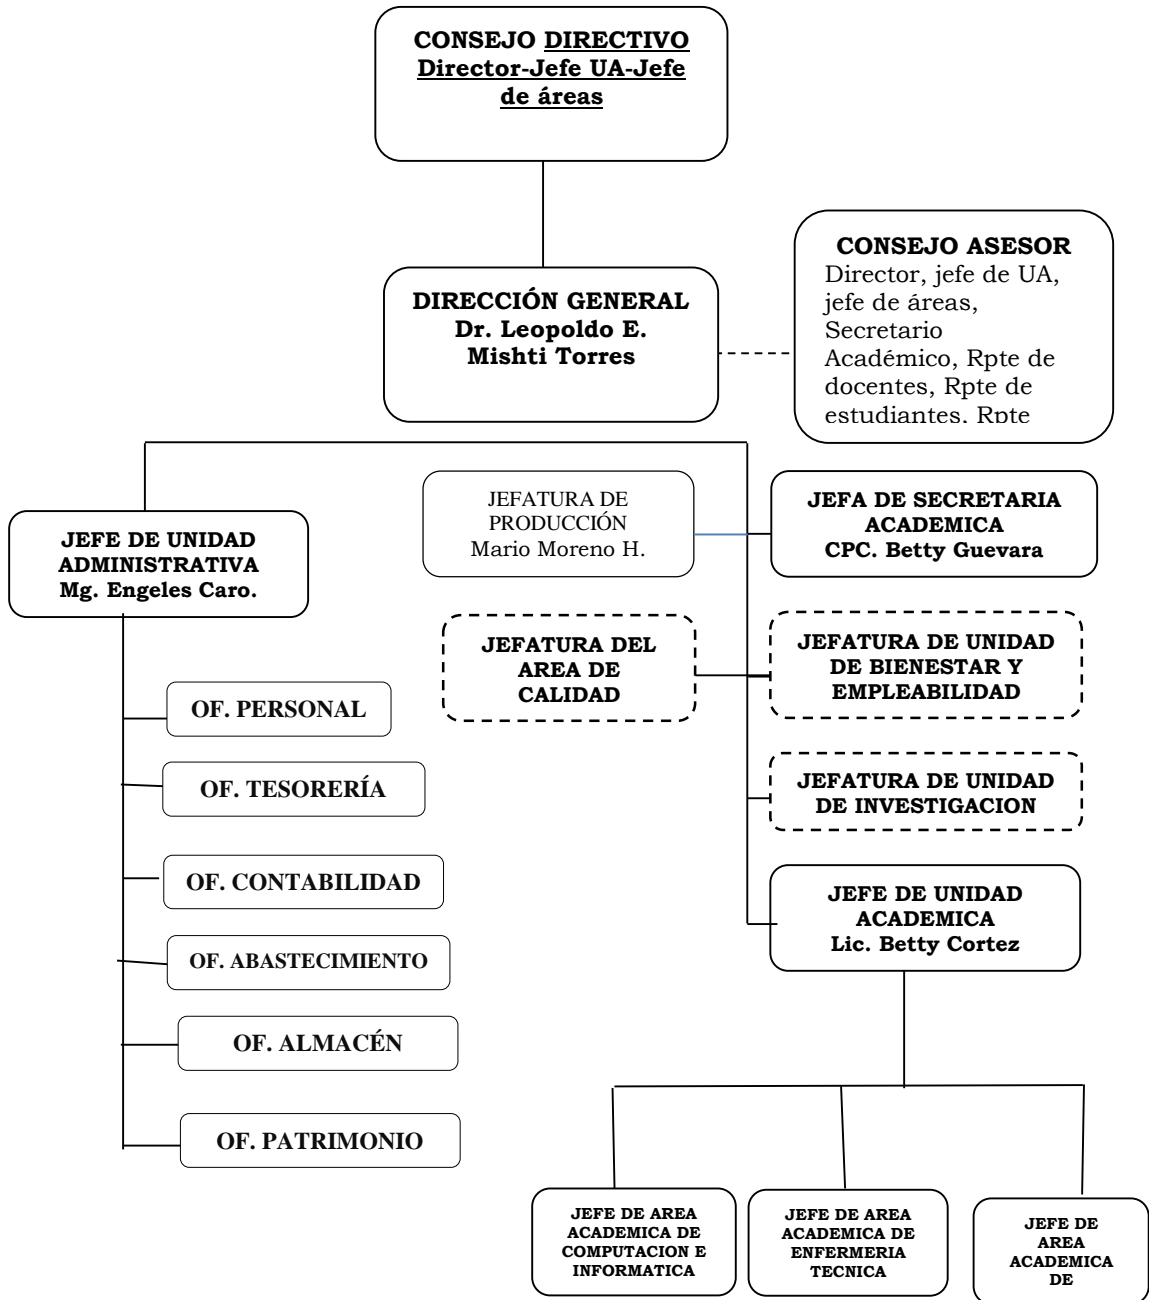 CONSEJO DIRECTIVO
Director-Jefe UA-Jefe
de áreas
CONSEJO ASESOR
Director, jefe de UA,
jefe de áreas,
Secretario
Académico, Rpte de
docentes, Rpte de
estudiantes, Rpte
DIRECCIÓN GENERAL
Dr. Leopoldo E.
Mishti Torres
JEFATURA DE
PRODUCCIÓN
Mario Moreno H.
JEFA DE SECRETARIA
ACADEMICA
CPC. Betty Guevara
JEFE DE UNIDAD
ADMINISTRATIVA
Mg. Engeles Caro.
JEFATURA DEL
AREA DE
CALIDAD
JEFATURA DE UNIDAD
DE BIENESTAR Y
EMPLEABILIDAD
OF. PERSONAL
OF. TESORERÍA
JEFATURA DE UNIDAD
DE INVESTIGACION
OF. CONTABILIDAD
JEFE DE UNIDAD
ACADEMICA
Lic. Betty Cortez
OF. ABASTECIMIENTO
OF. ALMACÉN
OF. PATRIMONIO
JEFE DE AREA
ACADEMICA DE
COMPUTACION E
INFORMATICA
JEFE DE AREA
ACADEMICA DE
ENFERMERIA
TECNICA
JEFE DE
AREA
ACADEMICA
DE